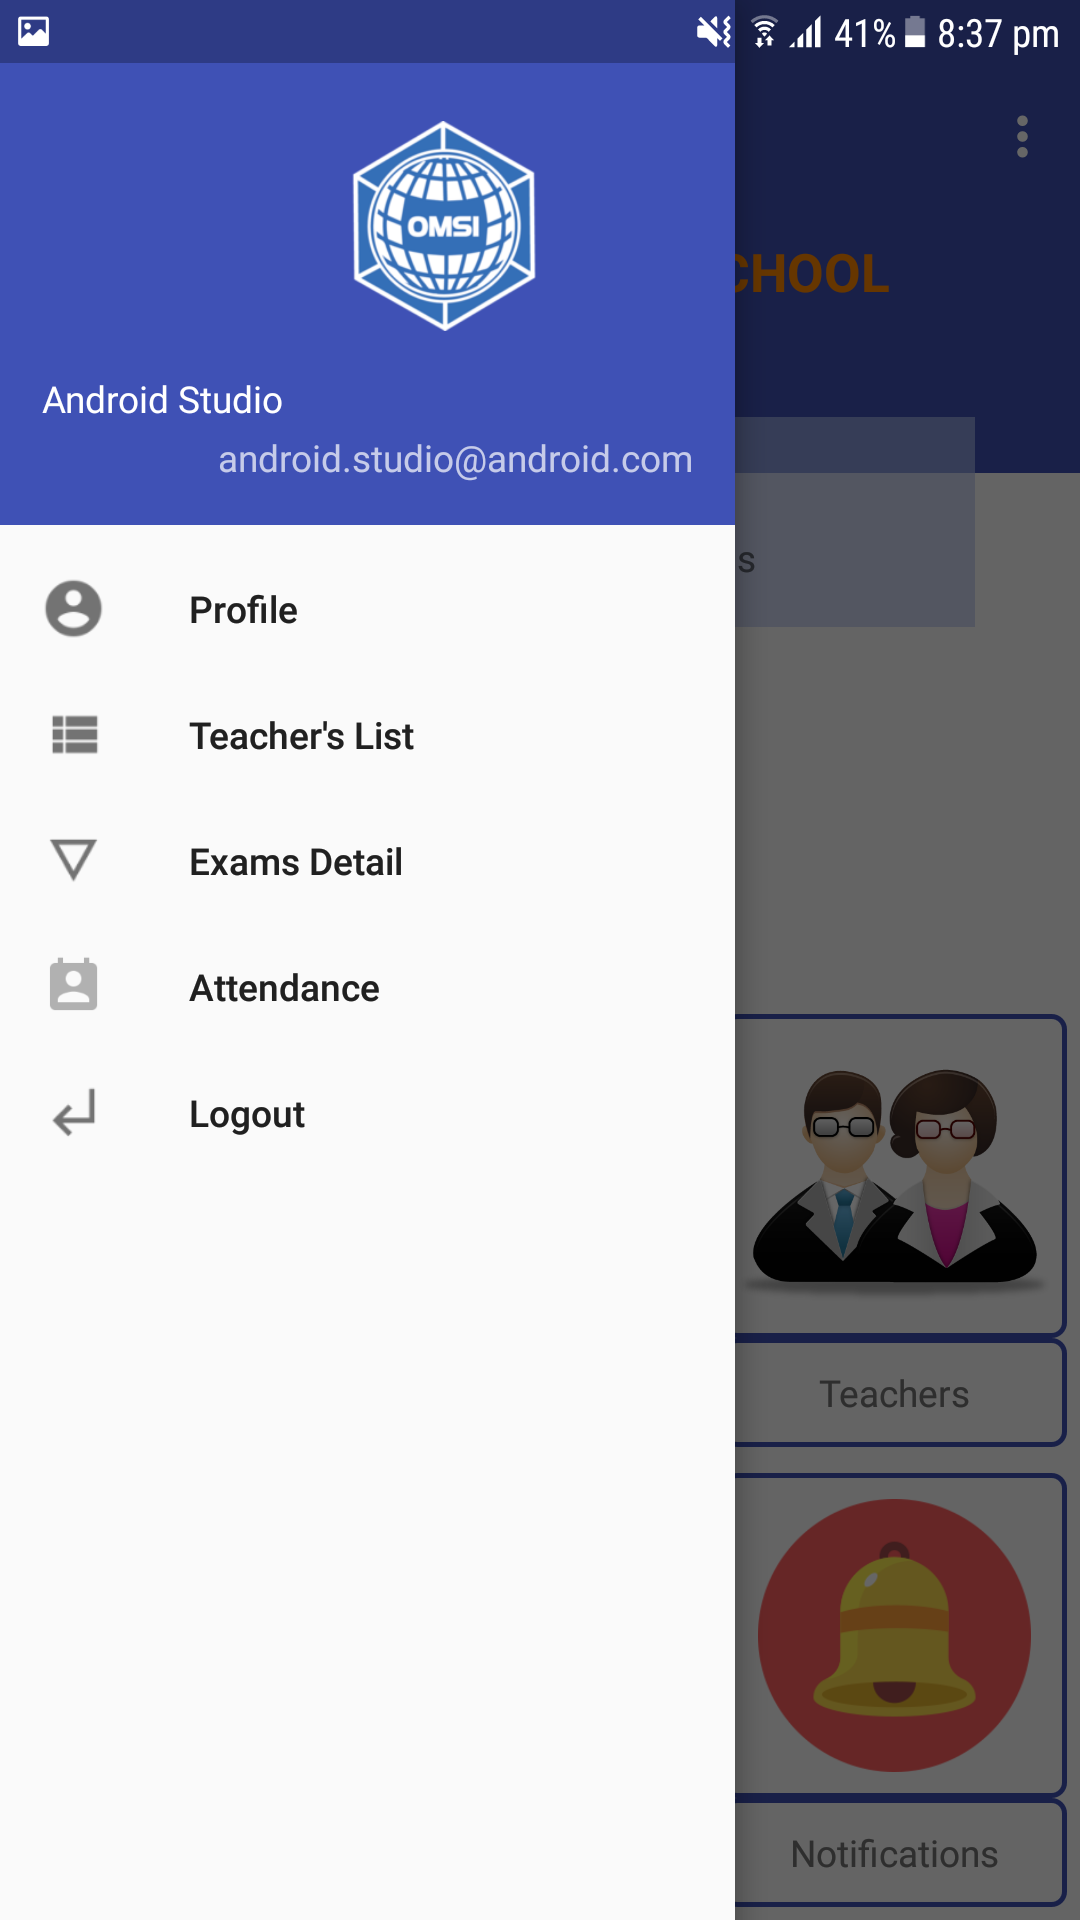 41% 8:37 pm
OMSI
CHOOL
Android Studio
android.studio@android.com
s
Profile
Teacher's List
Exams Detail
Attendance
Logout
Teachers
Notifications